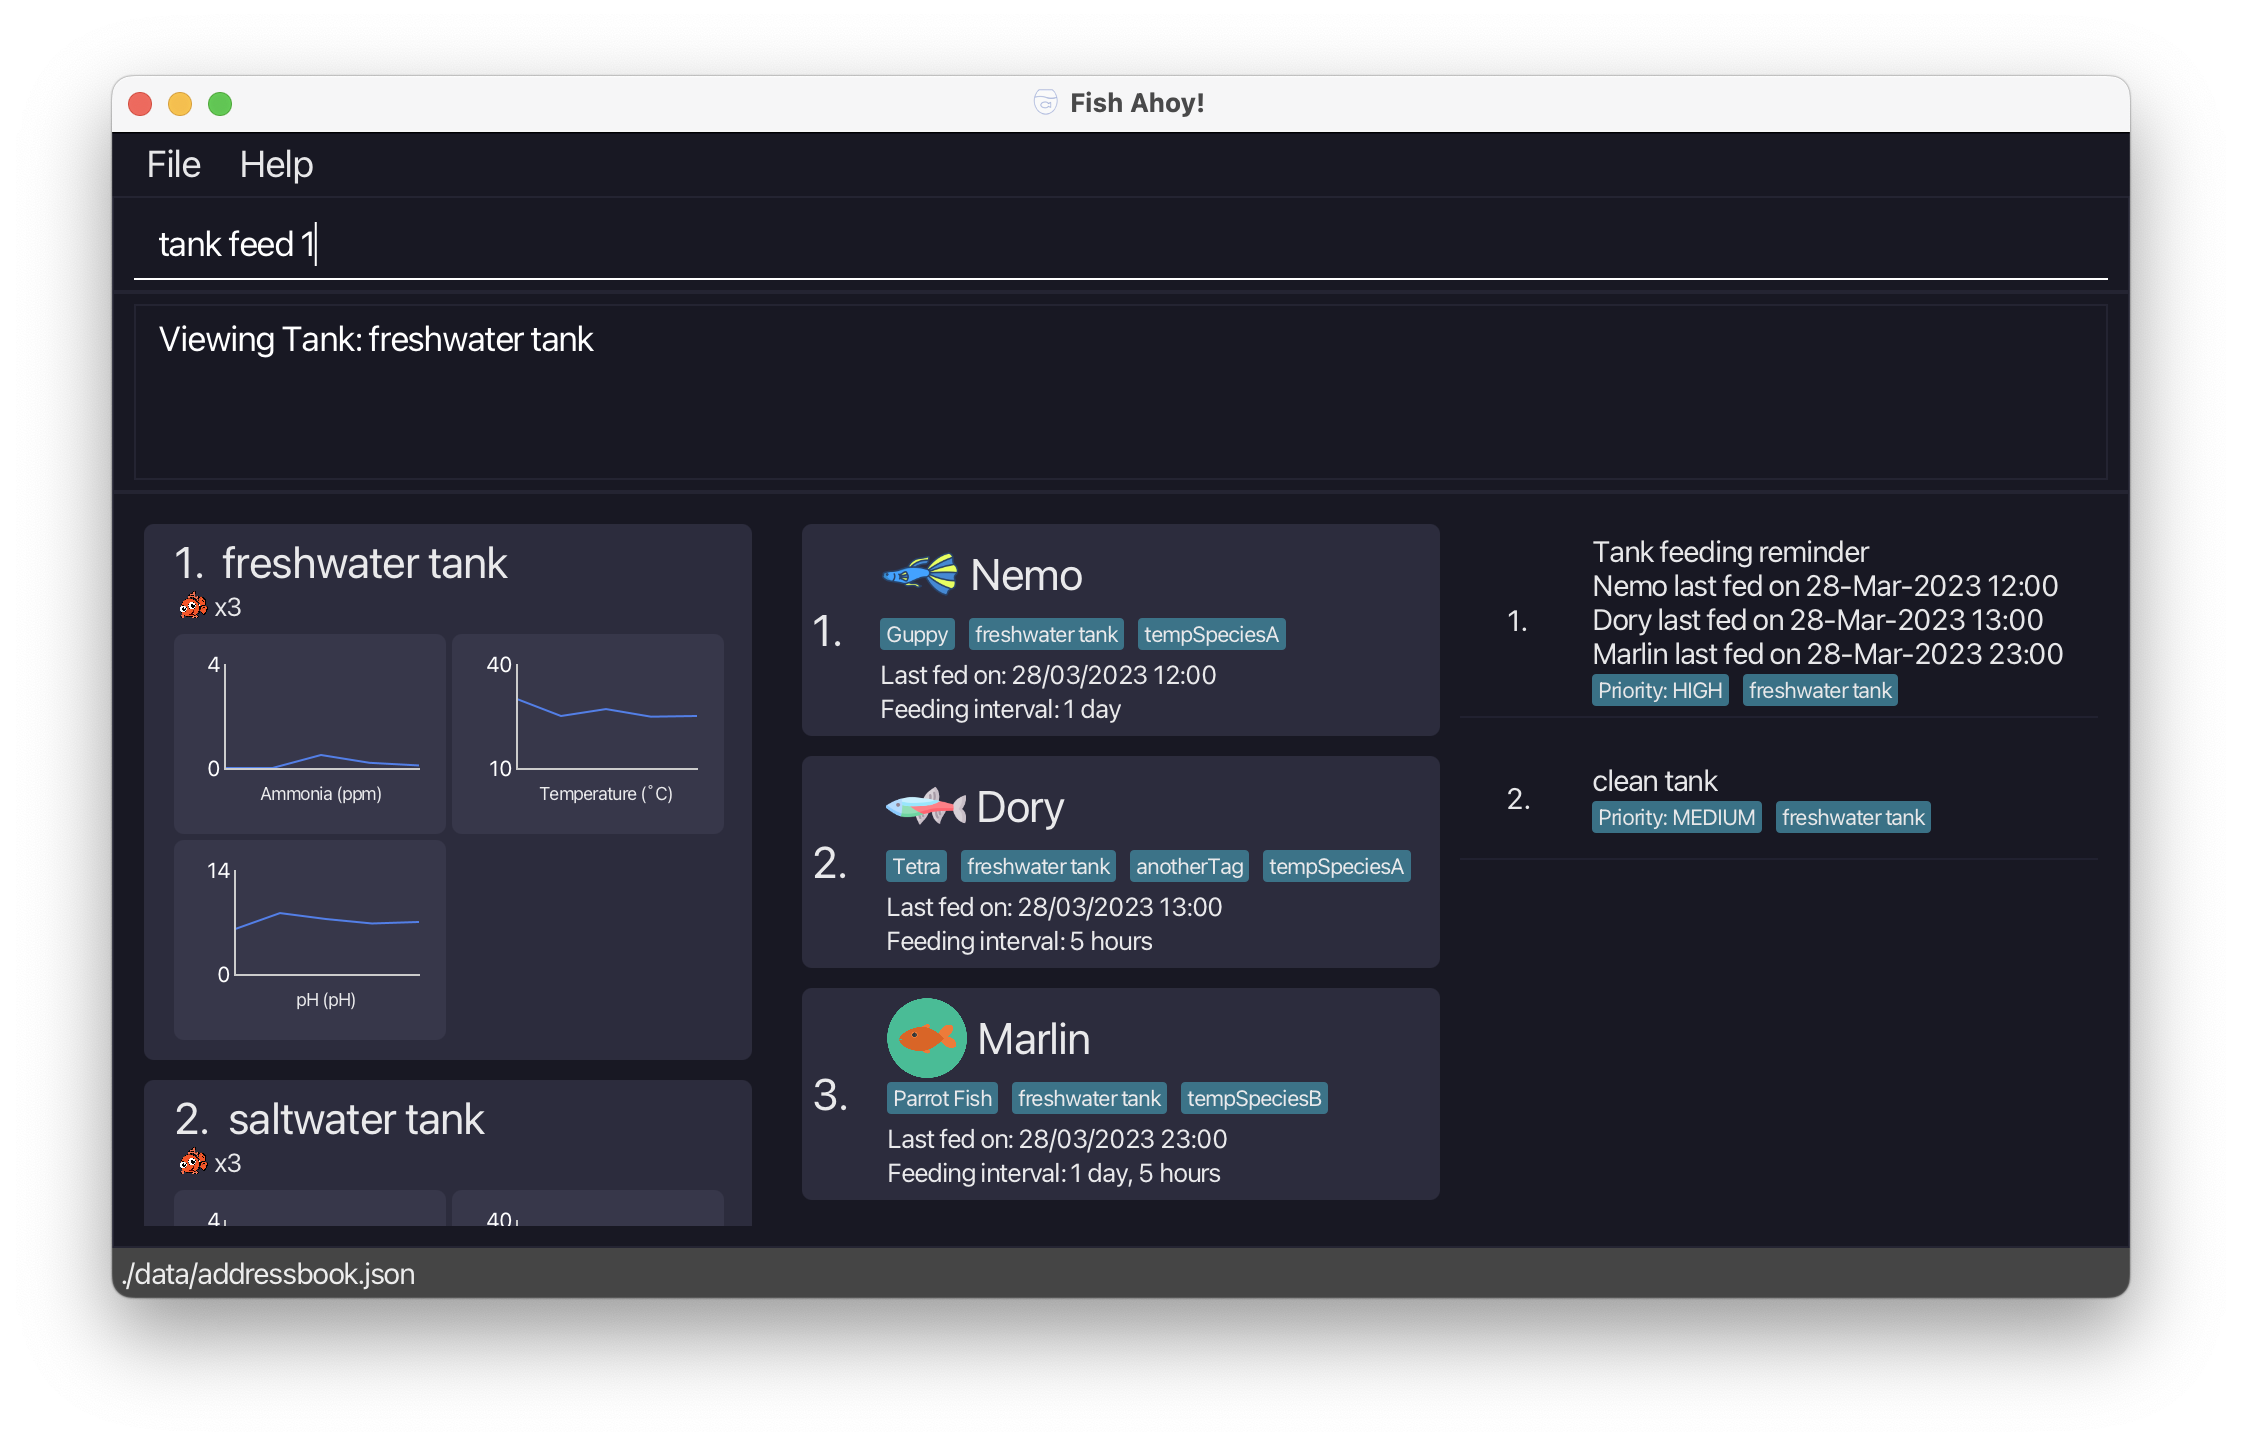 Fish Ahoy!
File Help
tank feed 1
Viewing Tank: freshwater tank
1. freshwater tank
x3
4
0
Ammonia (ppm)
40
10
Temperature (˚C)
14
0
pH (pH)
2. saltwater tank
x3
4
40
1.
Nemo
Guppy freshwater tank tempSpeciesA
Last fed on: 28/03/2023 12:00
Feeding interval: 1 day
2.
Dory
Tetra freshwater tank anotherTag tempSpeciesA
Last fed on: 28/03/2023 13:00
Feeding interval: 5 hours
3.
Marlin
Parrot Fish freshwater tank tempSpeciesB
Last fed on: 28/03/2023 23:00
Feeding interval: 1 day, 5 hours
1.
Tank feeding reminder
Nemo last fed on 28-Mar-2023 12:00
Dory last fed on 28-Mar-2023 13:00
Marlin last fed on 28-Mar-2023 23:00
Priority: HIGH freshwater tank
2.
clean tank
Priority: MEDIUM freshwater tank
./data/addressbook.json